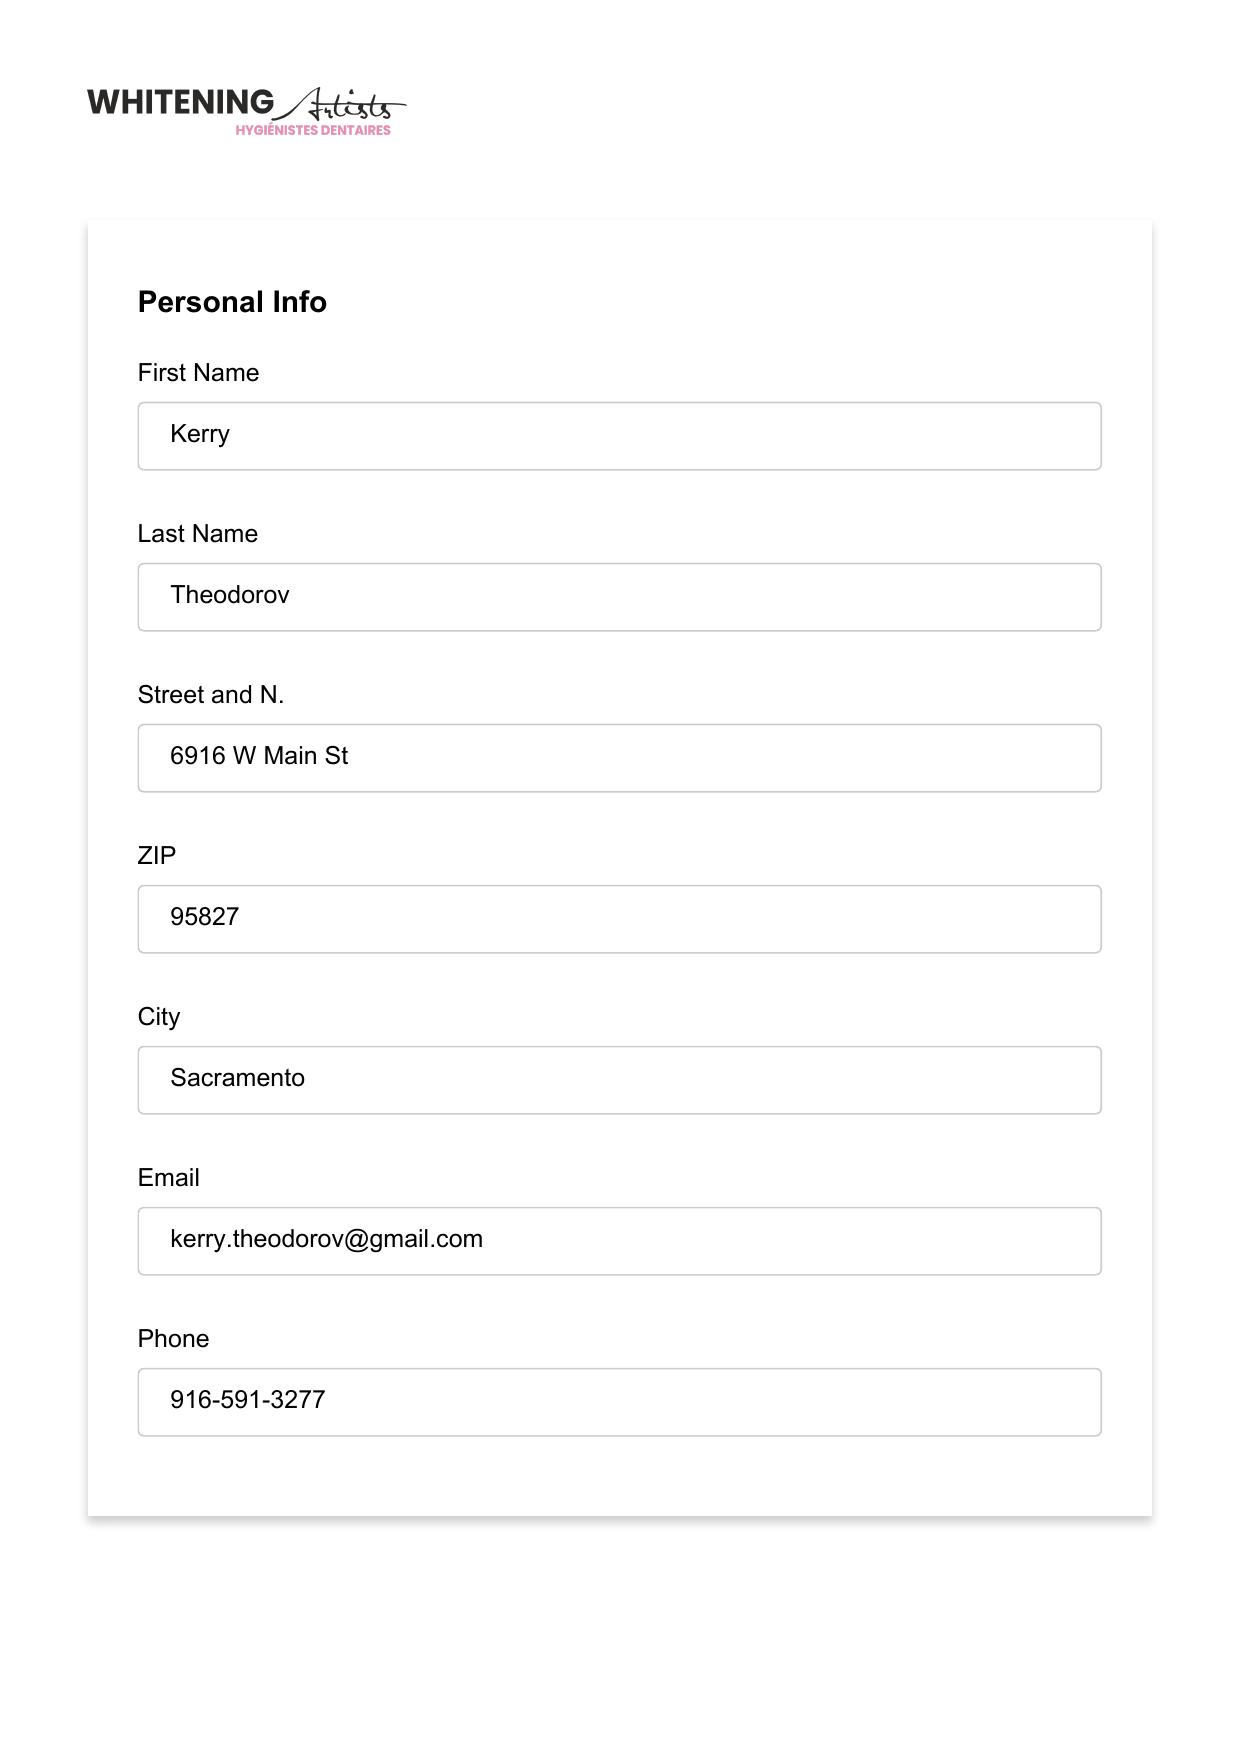 WHITENING Artists
HYGIÉNISTES DENTAIRES
Personal Info
First Name
Kerry
Last Name
Theodorov
Street and N.
6916 W Main St
ZIP
95827
City
Sacramento
Email
kerry.theodorov@gmail.com
Phone
916-591-3277